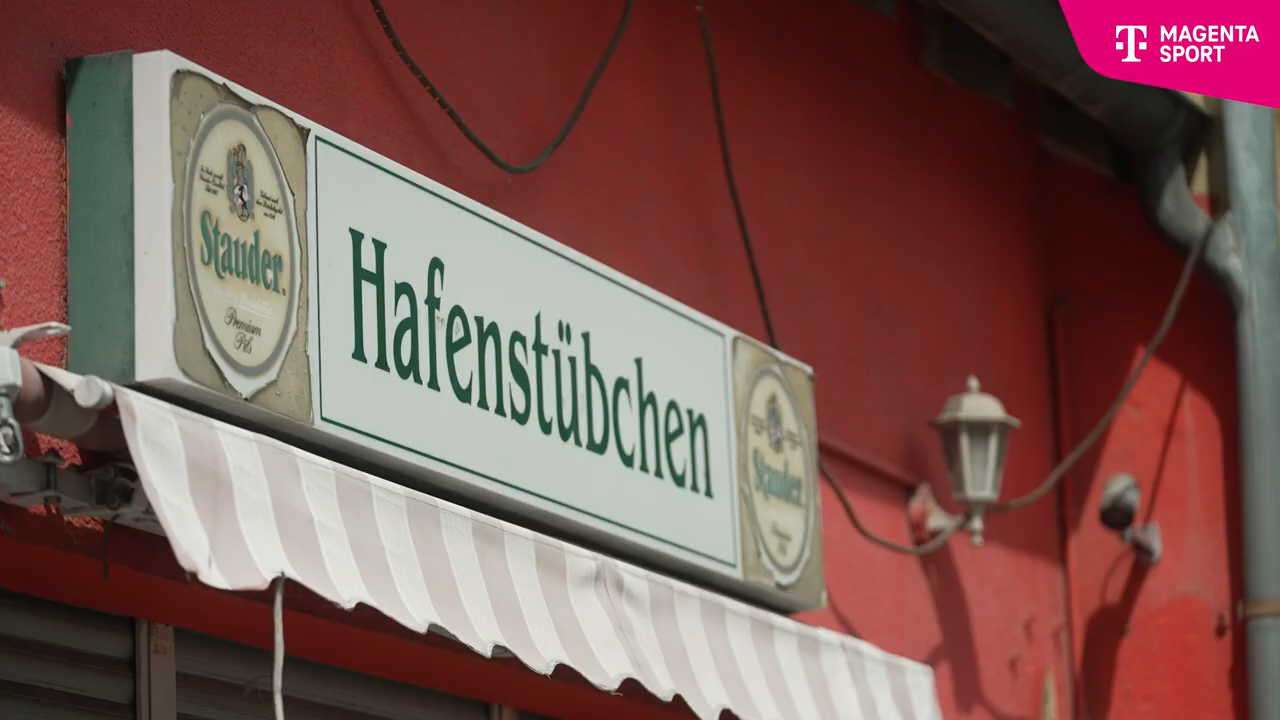 MAGENTA
SPORT
Stauder
Premium
Pils
Hafenstübchen
Stauder